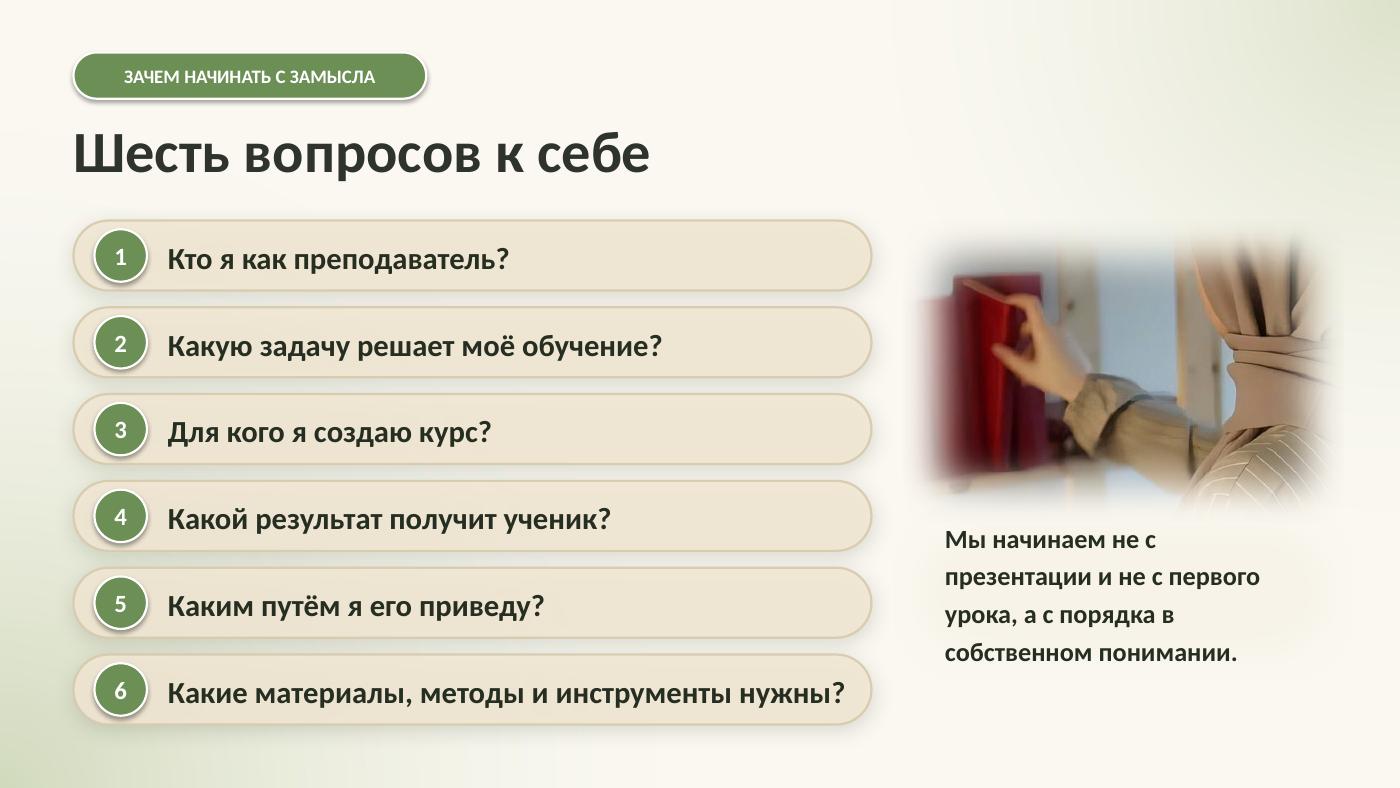 ЗАЧЕМ НАЧИНАТЬ С ЗАМЫСЛА
Шесть вопросов к себе
1 Кто я как преподаватель?
2 Какую задачу решает моё обучение?
3 Для кого я создаю курс?
4 Какой результат получит ученик?
5 Каким путём я его приведу?
6 Какие материалы, методы и инструменты нужны?
Мы начинаем не с
презентации и не с первого
урока, а с порядка в
собственном понимании.